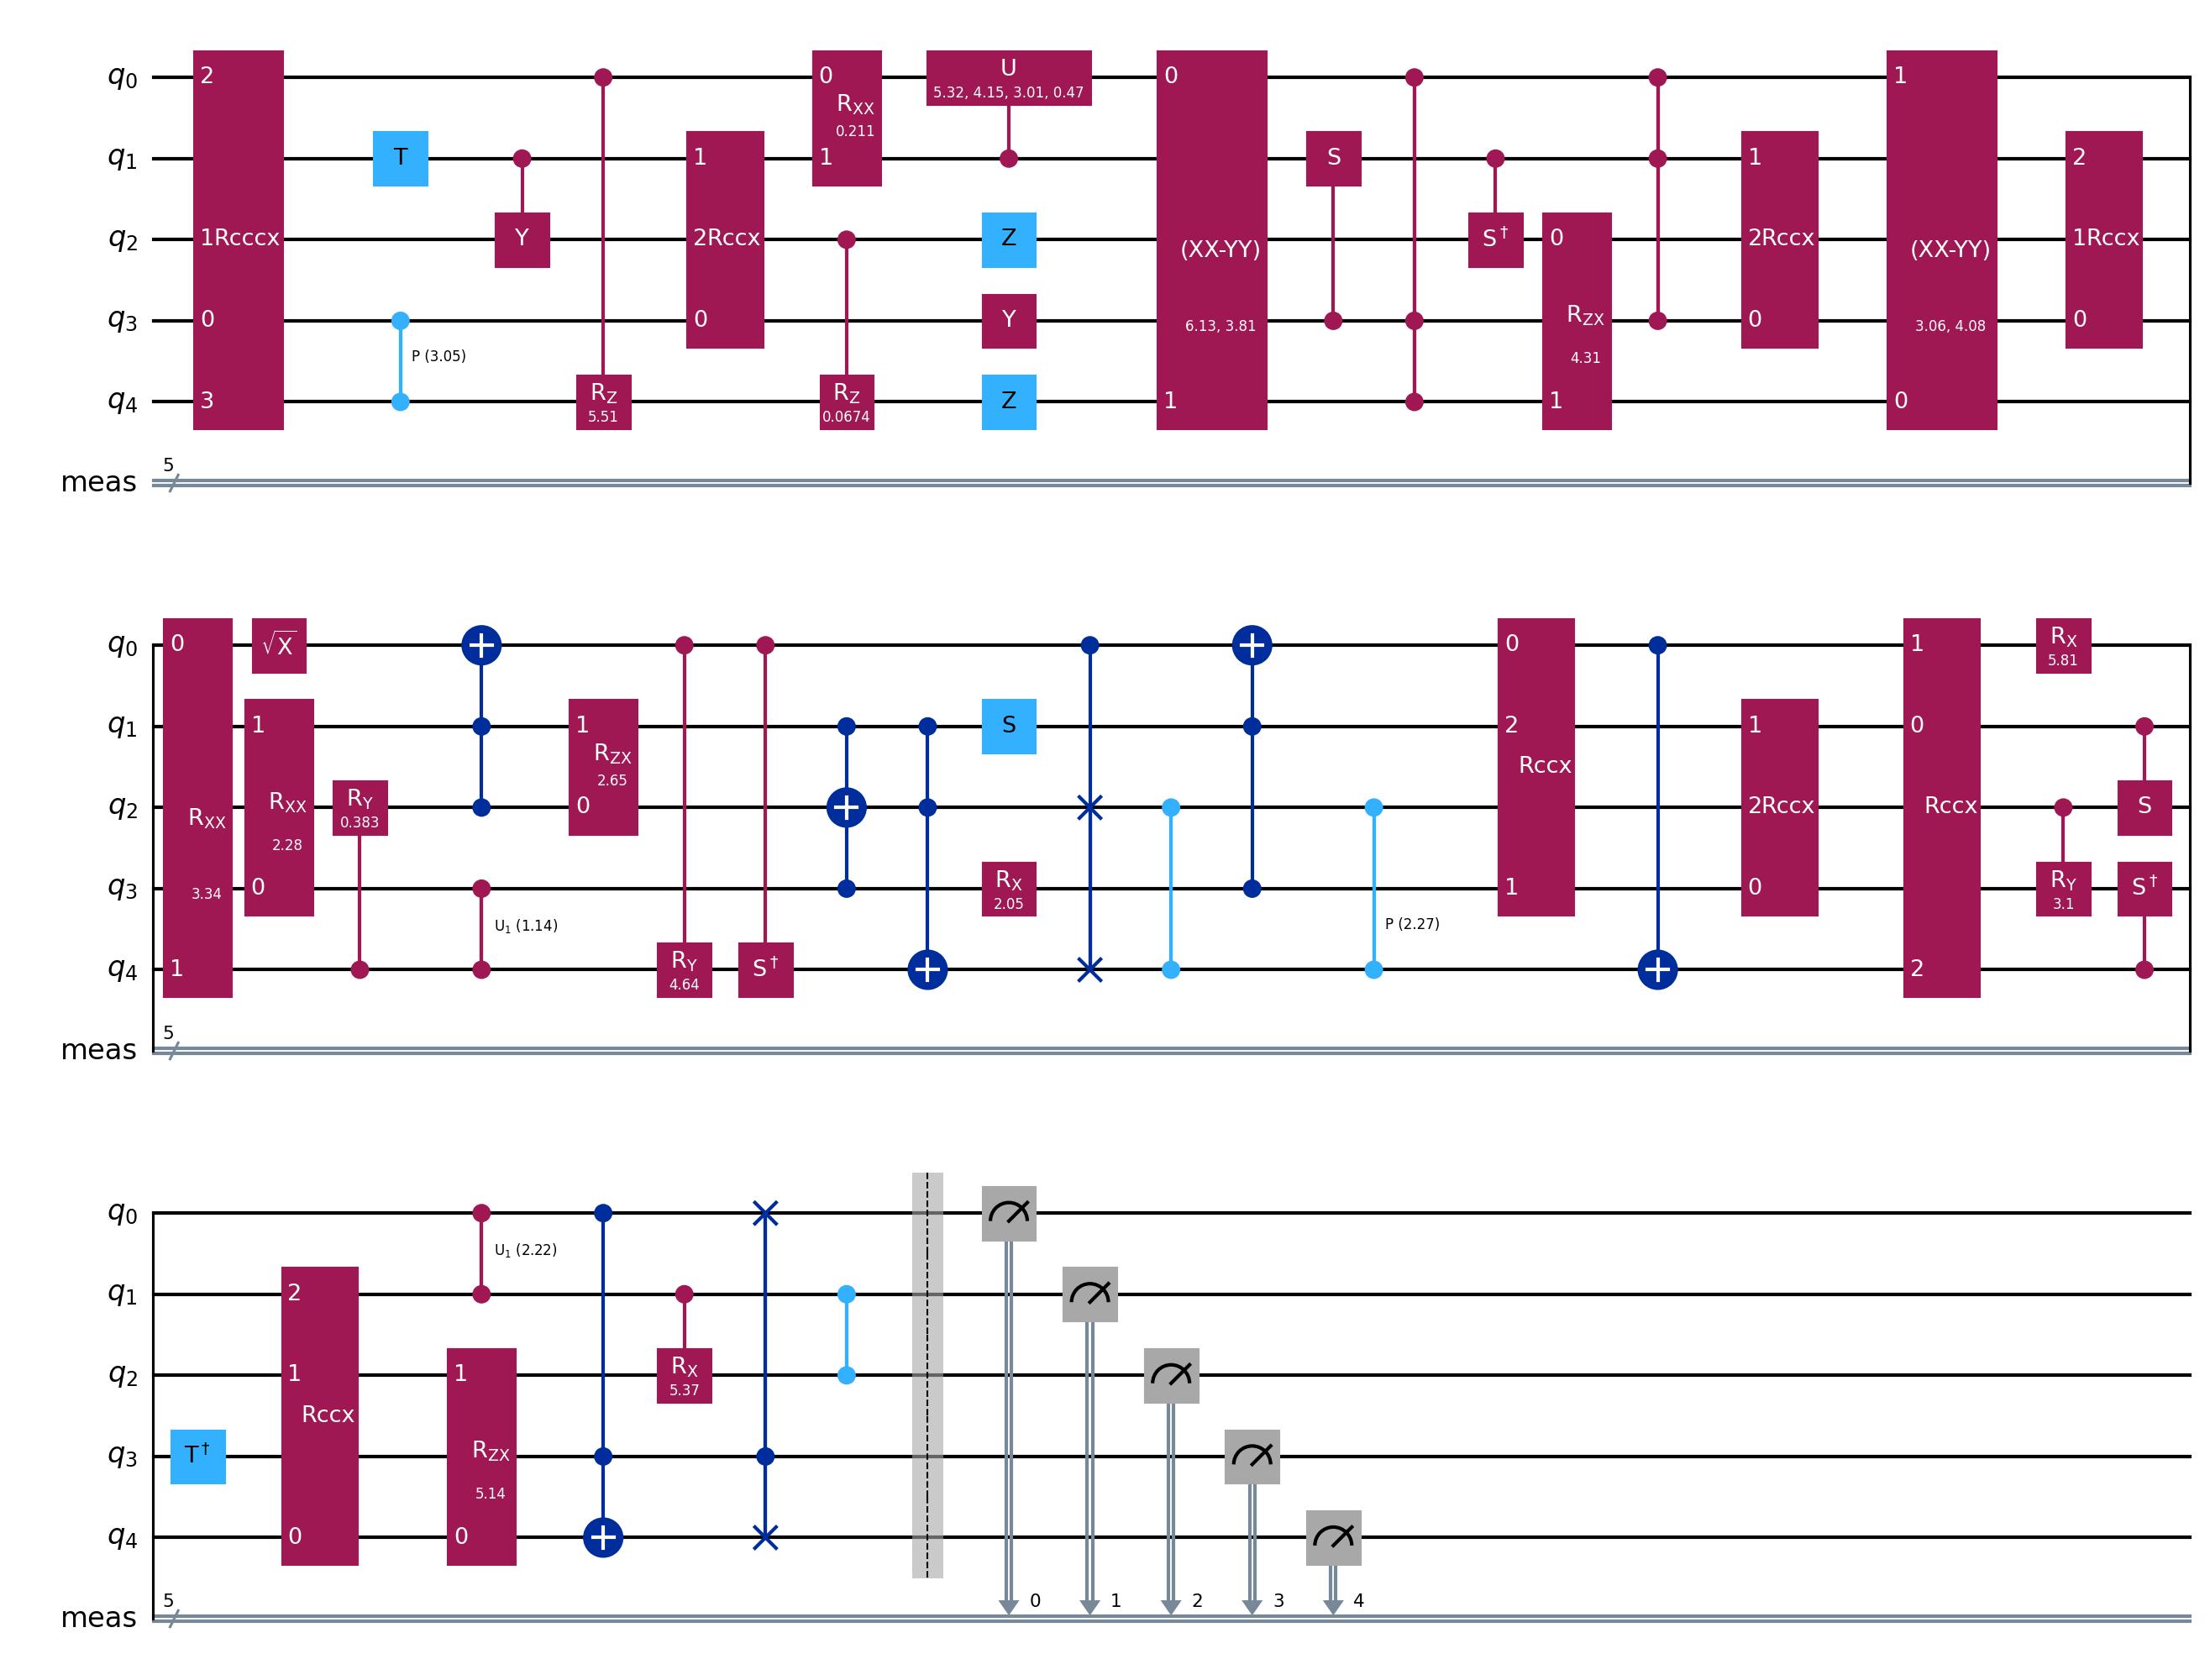 q0 2 0 RXX 0.211 U 5.32, 4.15, 3.01, 0.47 0 1
q1 T 1 1 S 1 2
q2 1Rcccx Y 2Rccx Z (XX-YY) S† 0 2Rccx (XX-YY) 1Rccx
q3 0 P (3.05) 0 Y 6.13, 3.81 RZX 4.31 0 3.06, 4.08 0
q4 3 RZ 5.51 RZ 0.0674 Z 1 1 0
meas 5
q0 0 √X 0 1 RX 5.81
q1 1 1 RZX 2.65 S 2 Rccx 1 0
q2 RXX 3.34 RXX 2.28 RY 0.383 0 2Rccx Rccx S
q3 0 U1 (1.14) RX 2.05 P (2.27) 1 0 RY 3.1 S†
q4 1 RY 4.64 S† 2
meas 5
q0 U1 (2.22)
q1 2
q2 1 Rccx 1 RX 5.37
q3 T† RZX 5.14
q4 0 0
meas 5 0 1 2 3 4